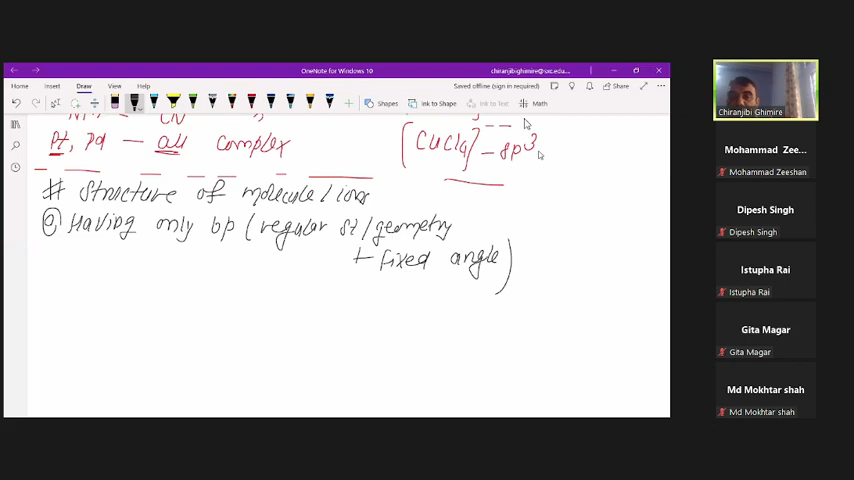 OneNote for Windows 10
chiranjibighimire@sxc.edu...
Home Insert Draw View Help
Saved offline (sign in required)
Shapes Ink to Shape Ink to Text Math
CN
Pt, Pd — all complex
[CuCl4] - sp3
# Structure of molecule/ions
Having only bp (regular st/geometry
+ fixed angle)
Chiranjibi Ghimire
Mohammad Zee...
Mohammad Zeeshan
Dipesh Singh
Dipesh Singh
Istupha Rai
Istupha Rai
Gita Magar
Gita Magar
Md Mokhtar shah
Md Mokhtar shah